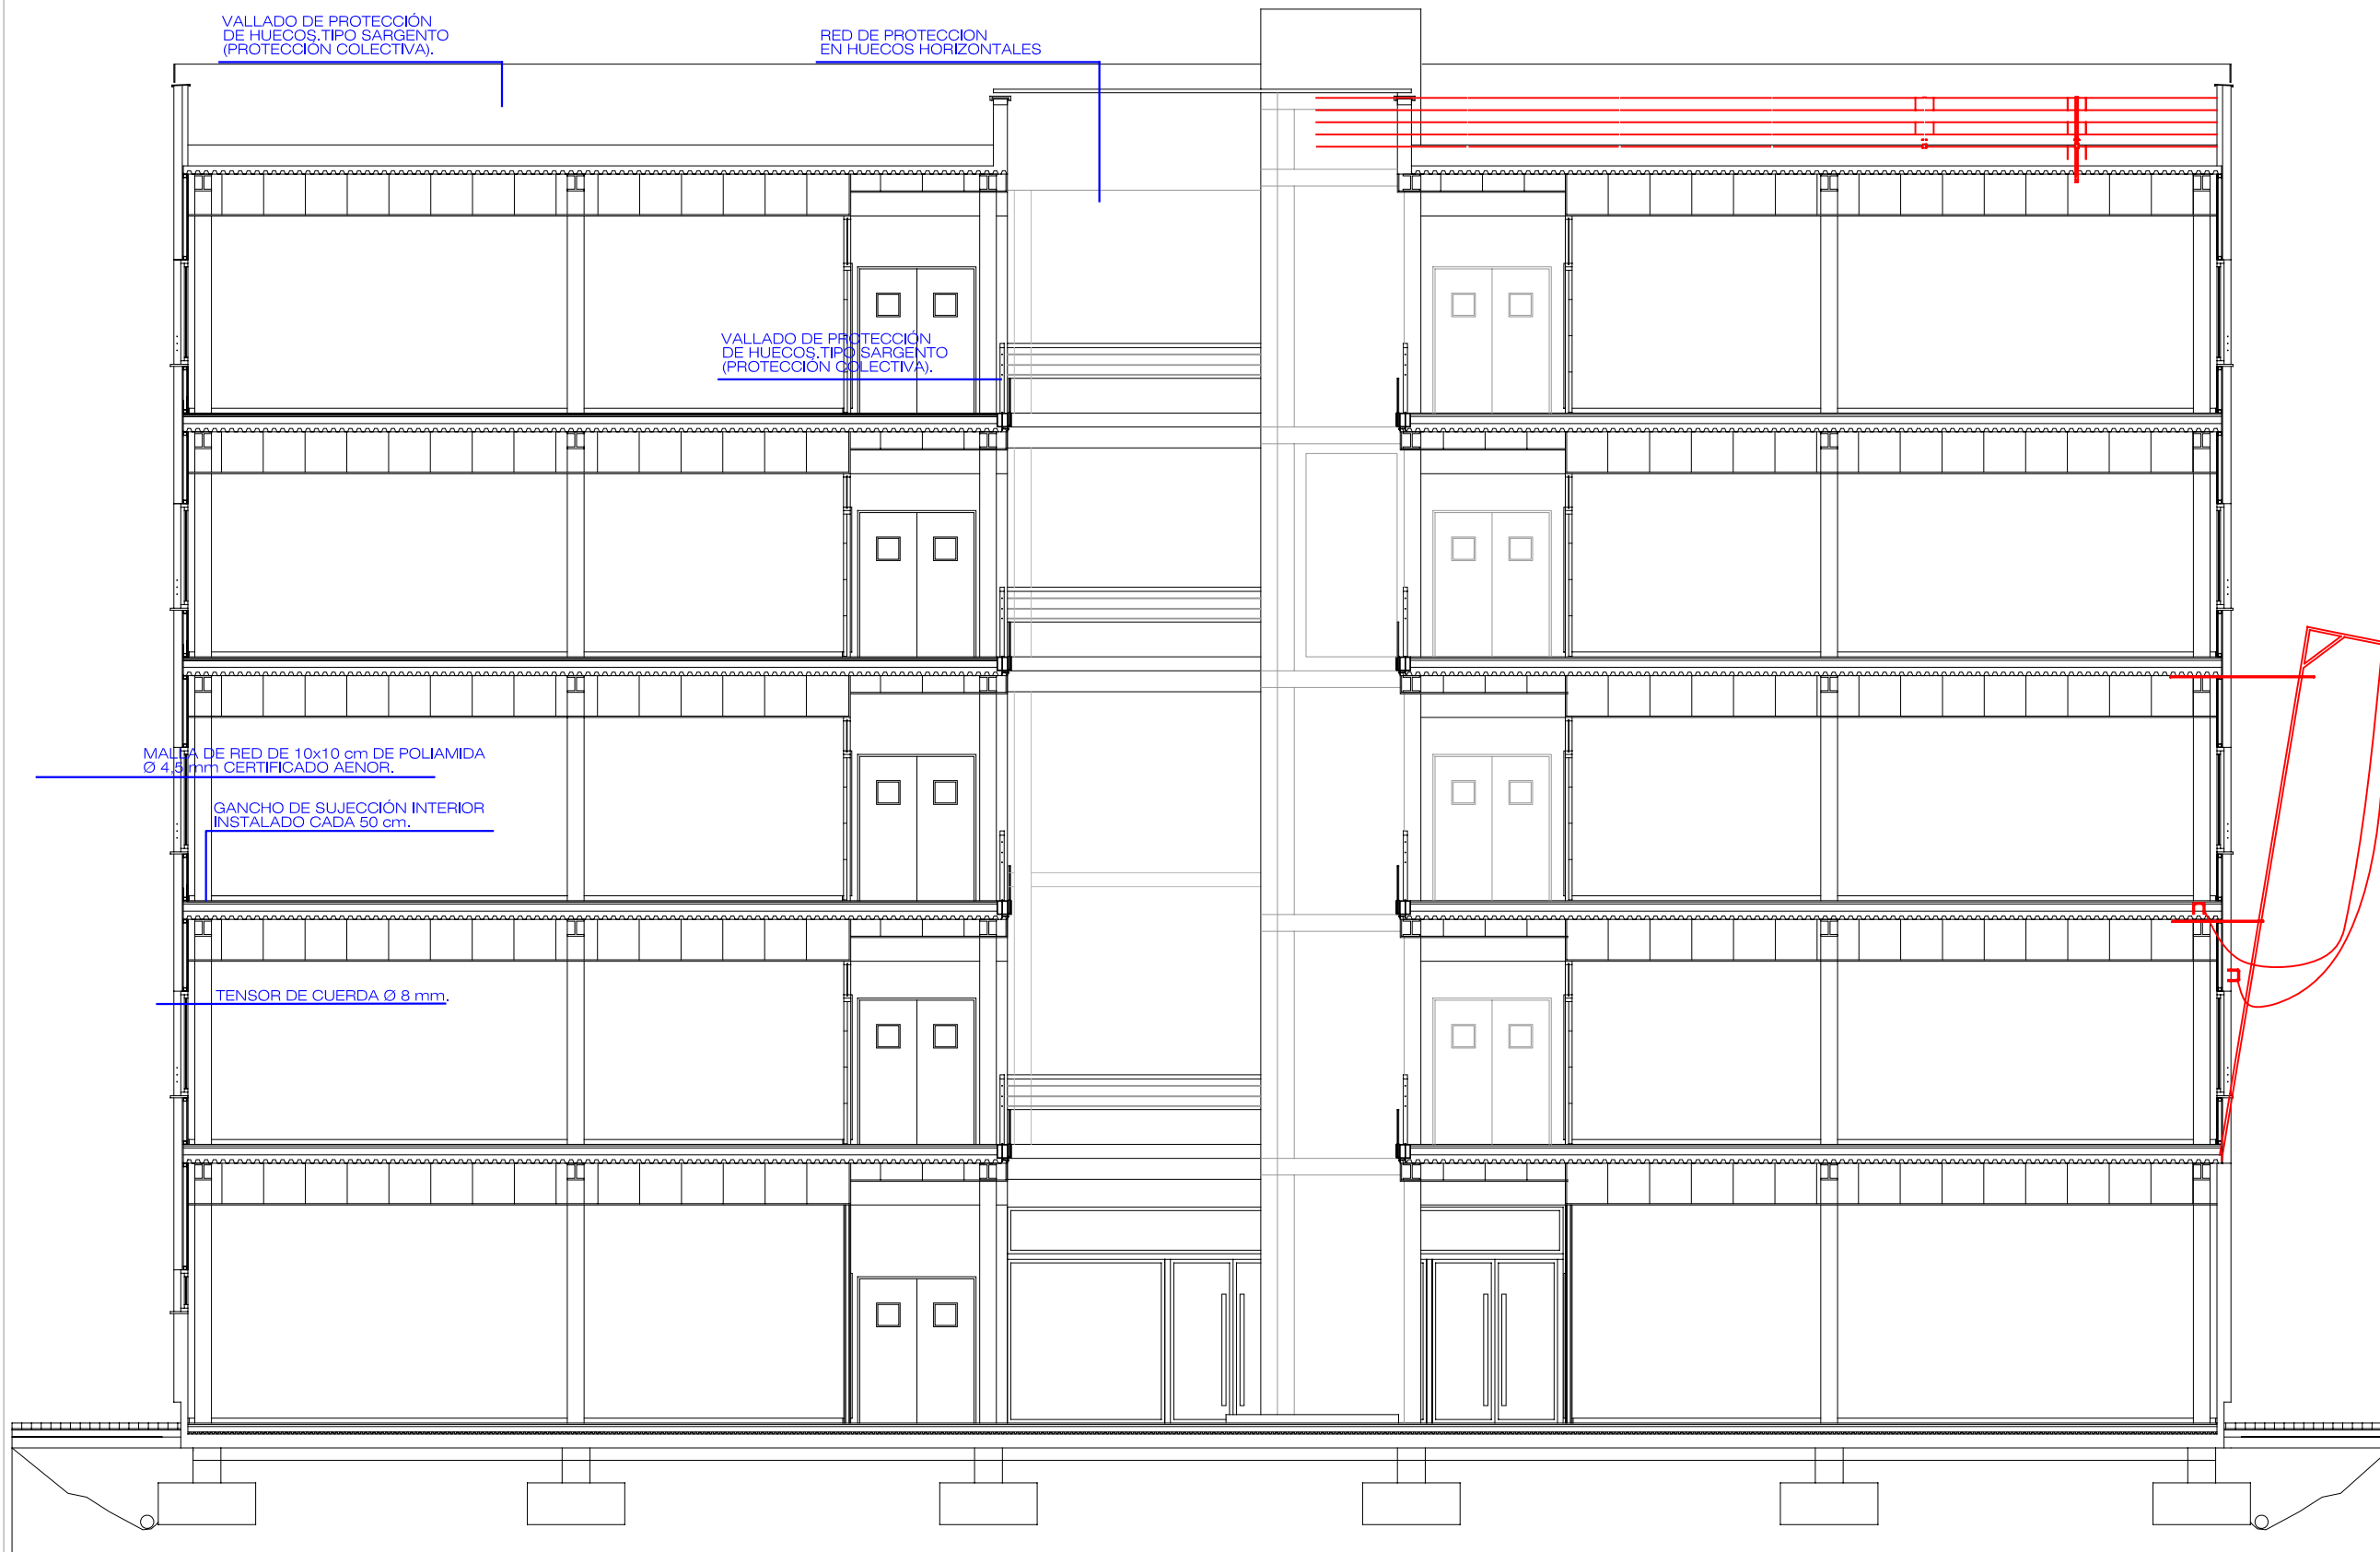 VALLADO DE PROTECCIÓN
DE HUECOS.TIPO SARGENTO
(PROTECCIÓN COLECTIVA).
RED DE PROTECCION
EN HUECOS HORIZONTALES
VALLADO DE PROTECCIÓN
DE HUECOS.TIPO SARGENTO
(PROTECCIÓN COLECTIVA).
MALLA DE RED DE 10x10 cm DE POLIAMIDA
Ø 4,5 mm CERTIFICADO AENOR.
GANCHO DE SUJECCIÓN INTERIOR
INSTALADO CADA 50 cm.
TENSOR DE CUERDA Ø 8 mm.